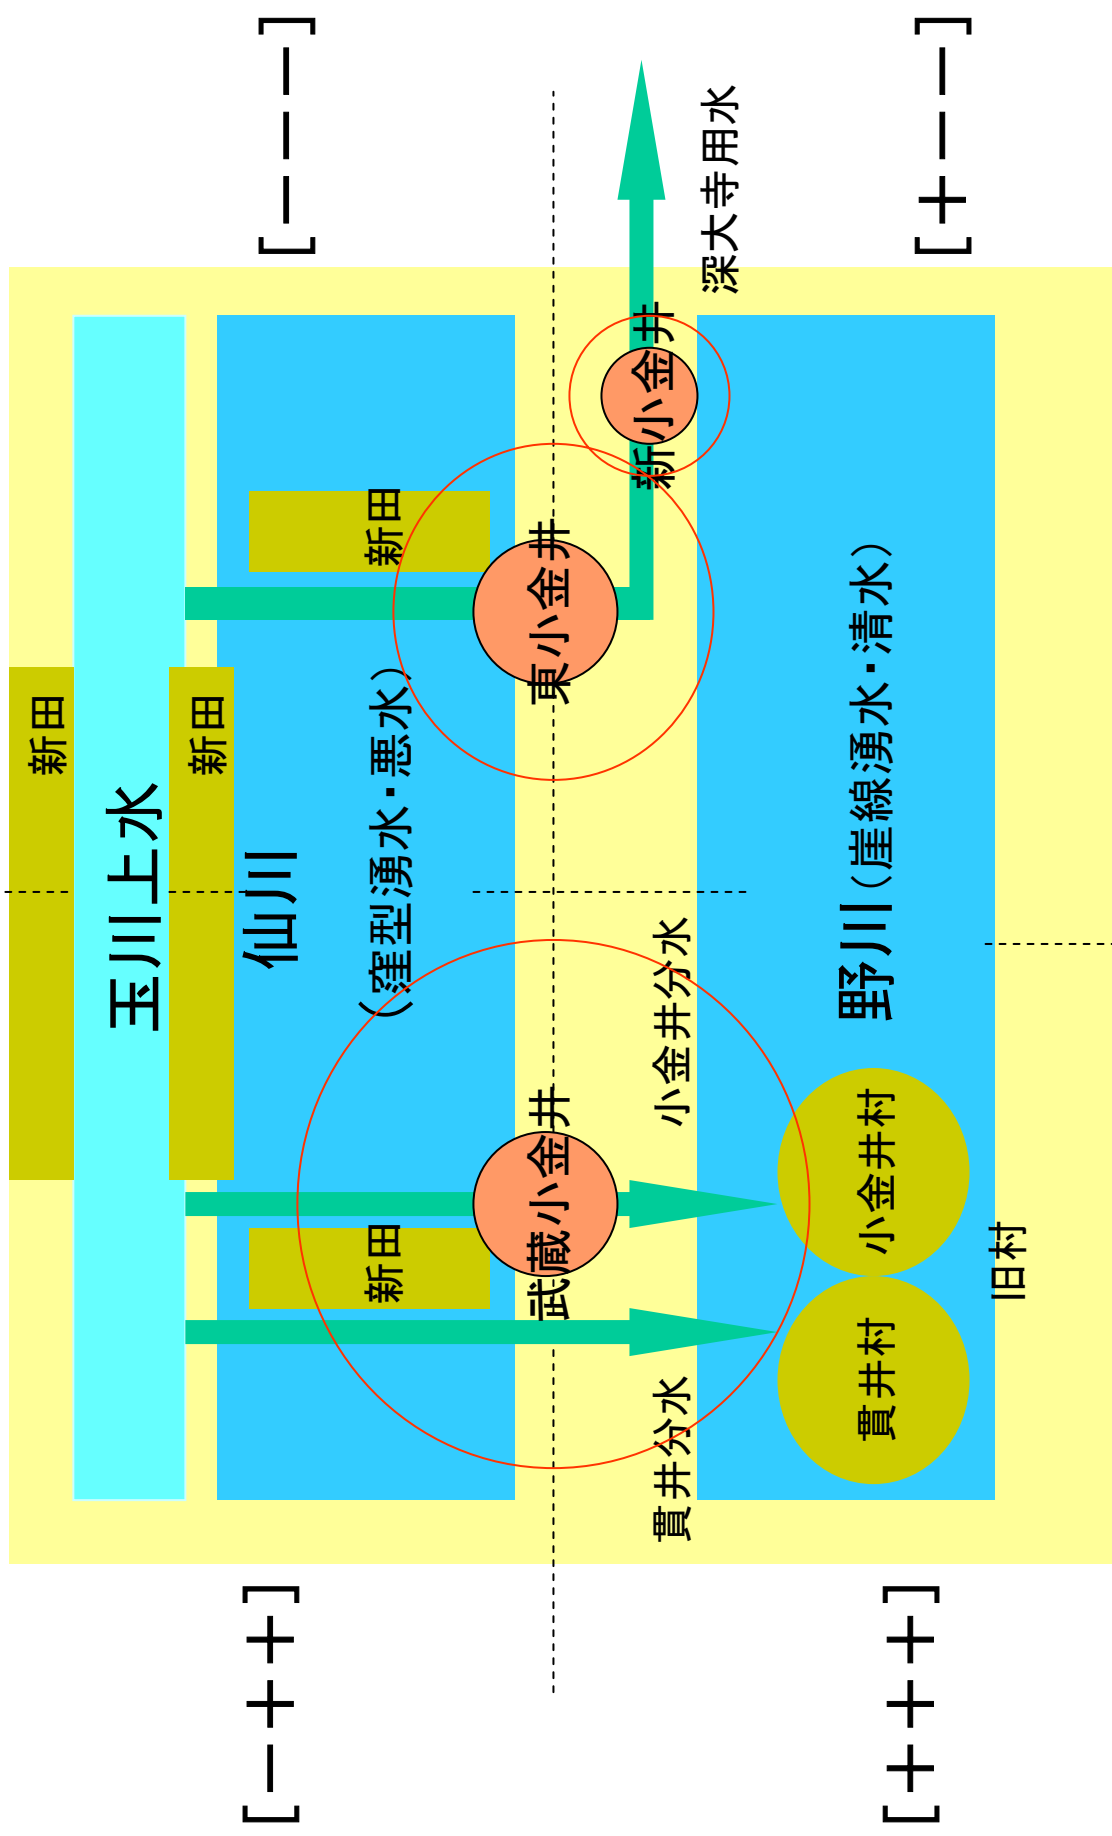 新田
玉川上水
新田
［－＋＋］
仙川
［－－－］
新田
（窪型湧水・悪水）
新田
武蔵小金井
東小金井
新小金井
貫井分水
小金井分水
深大寺用水
［＋＋＋］
貫井村
小金井村
野川（崖線湧水・清水）
［＋－－］
旧村